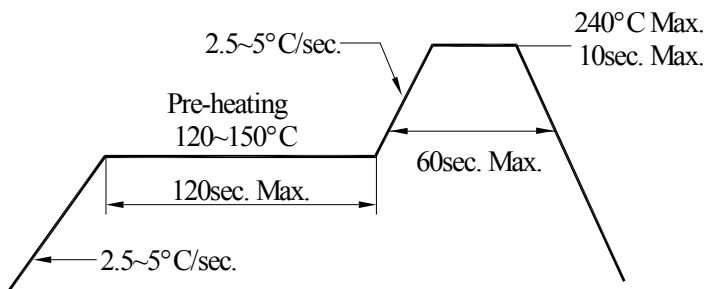 240°C Max.
10sec. Max.
2.5~5°C/sec.
Pre-heating
120~150°C
60sec. Max.
120sec. Max.
2.5~5°C/sec.